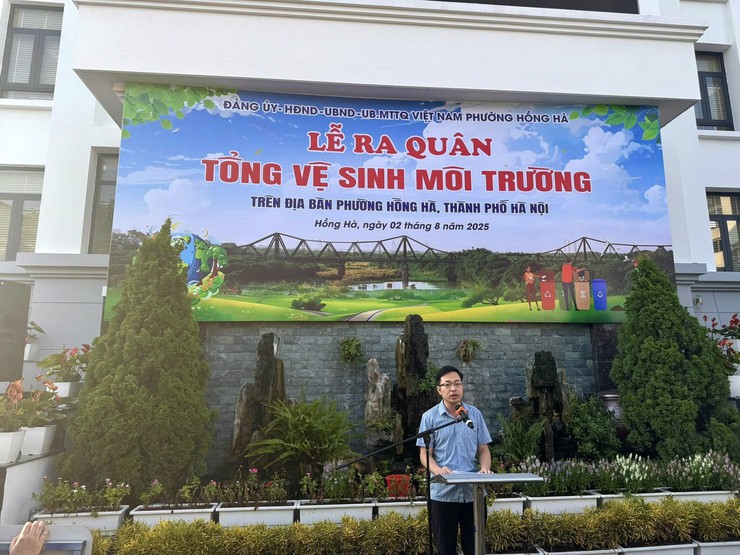 ĐẢNG ỦY-HĐND-UBND-UB.MTTQ VIỆT NAM PHƯỜNG HỒNG HÀ
LỄ RA QUÂN
TỔNG VỆ SINH MÔI TRƯỜNG
TRÊN ĐỊA BÀN PHƯỜNG HỒNG HÀ, THÀNH PHỐ HÀ NỘI
Hồng Hà, ngày 02 tháng 8 năm 2025